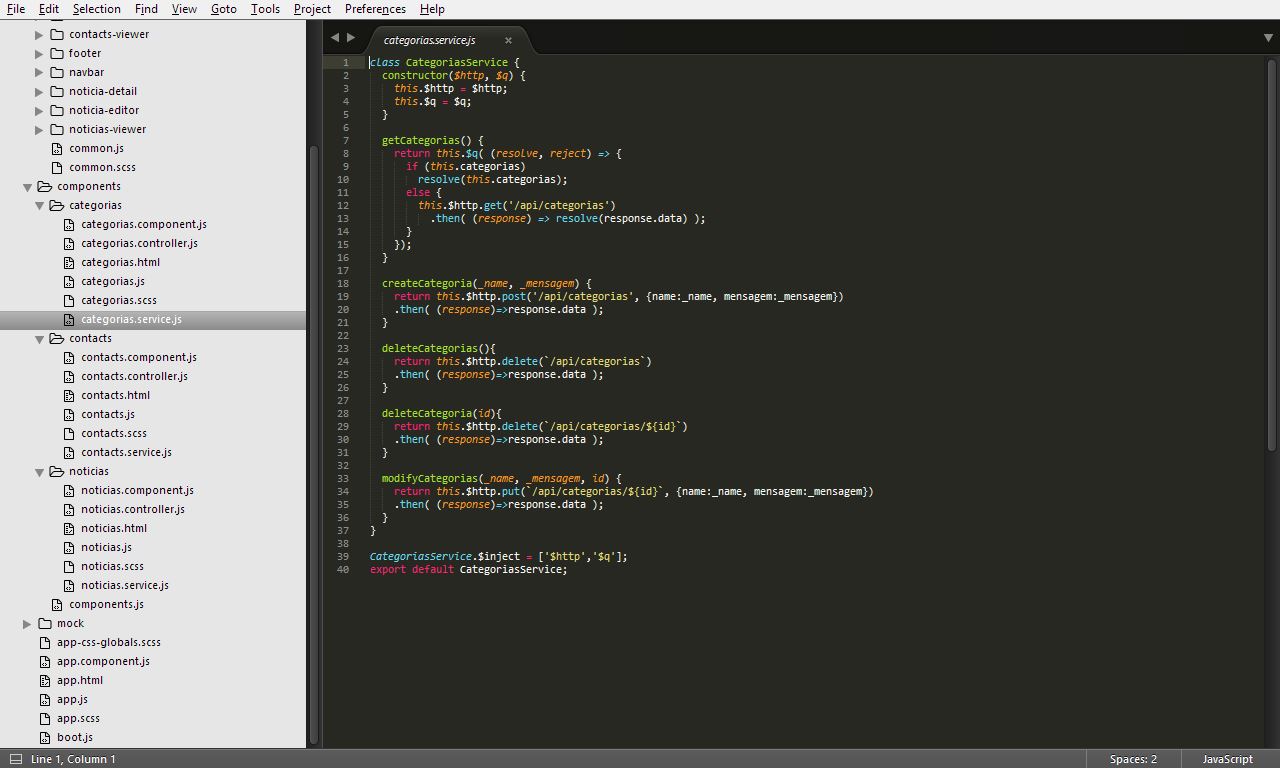 File Edit Selection Find View Goto Tools Project Preferences Help
contacts-viewer
footer
navbar
noticia-detail
noticia-editor
noticias-viewer
common.js
common.scss
components
categorias
categorias.component.js
categorias.controller.js
categorias.html
categorias.js
categorias.scss
categorias.service.js
contacts
contacts.component.js
contacts.controller.js
contacts.html
contacts.js
contacts.scss
contacts.service.js
noticias
noticias.component.js
noticias.controller.js
noticias.html
noticias.js
noticias.scss
noticias.service.js
components.js
mock
app-css-globals.scss
app.component.js
app.html
app.js
app.scss
boot.js
categorias.service.js ×
1 class CategoriasService {
2   constructor($http, $q) {
3     this.$http = $http;
4     this.$q = $q;
5   }
6
7   getCategorias() {
8     return this.$q( (resolve, reject) => {
9       if (this.categorias)
10         resolve(this.categorias);
11       else {
12         this.$http.get('/api/categorias')
13           .then( (response) => resolve(response.data) );
14       }
15     });
16   }
17
18   createCategoria(_name, _mensagem) {
19     return this.$http.post('/api/categorias', {name:_name, mensagem:_mensagem})
20     .then( (response)=>response.data );
21   }
22
23   deleteCategorias(){
24     return this.$http.delete(`/api/categorias`)
25     .then( (response)=>response.data );
26   }
27
28   deleteCategoria(id){
29     return this.$http.delete(`/api/categorias/${id}`)
30     .then( (response)=>response.data );
31   }
32
33   modifyCategorias(_name, _mensagem, id) {
34     return this.$http.put(`/api/categorias/${id}`, {name:_name, mensagem:_mensagem})
35     .then( (response)=>response.data );
36   }
37 }
38
39 CategoriasService.$inject = ['$http','$q'];
40 export default CategoriasService;
Line 1, Column 1 Spaces: 2 JavaScript